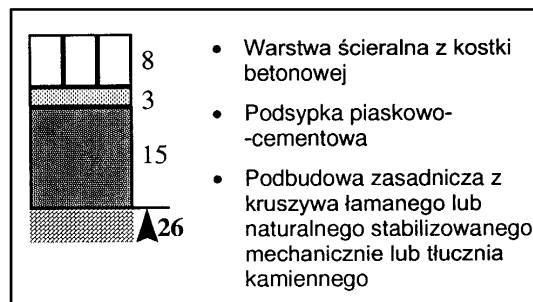 8
3
15
26
• Warstwa ścieralna z kostki
betonowej
• Podsypka piaskowo-
-cementowa
• Podbudowa zasadnicza z
kruszywa łamanego lub
naturalnego stabilizowanego
mechanicznie lub tłucznia
kamiennego